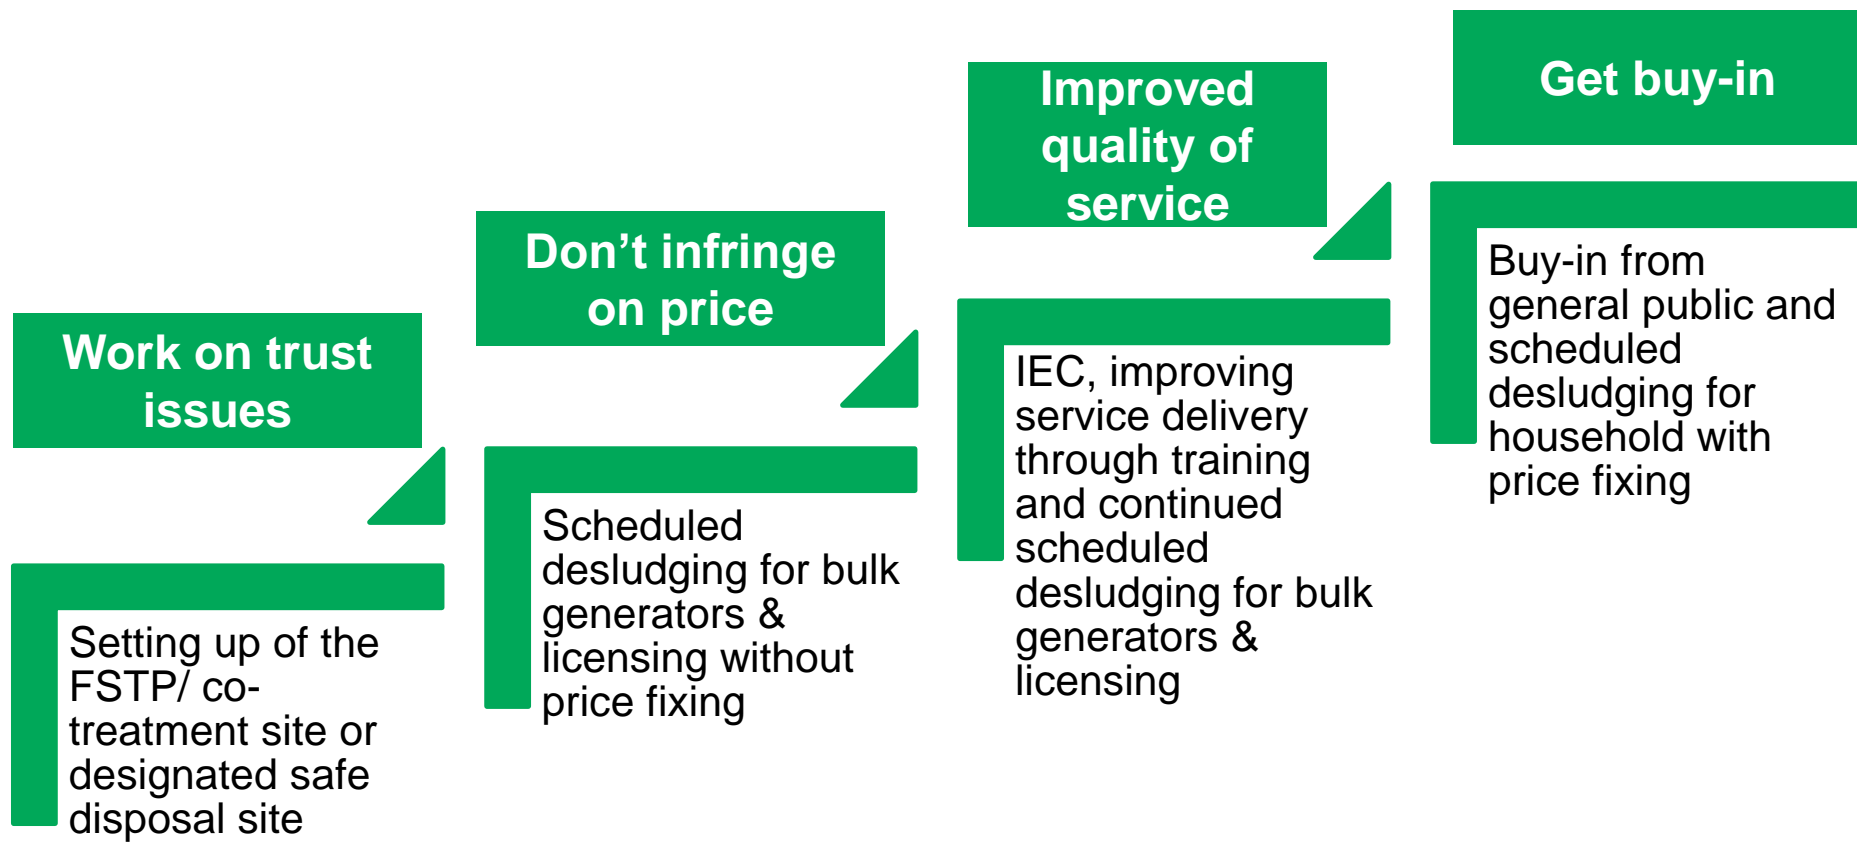 Work on trust
issues
Setting up of the
FSTP/ co-
treatment site or
designated safe
disposal site
Don’t infringe
on price
Scheduled
desludging for bulk
generators &
licensing without
price fixing
Improved
quality of
service
IEC, improving
service delivery
through training
and continued
scheduled
desludging for bulk
generators &
licensing
Get buy-in
Buy-in from
general public and
scheduled
desludging for
household with
price fixing